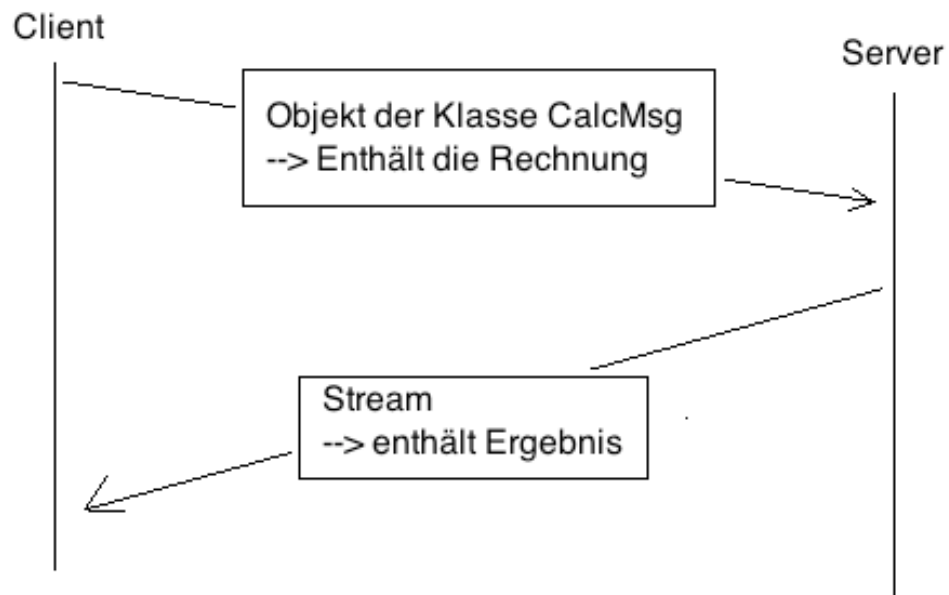 Client
Server
Objekt der Klasse CalcMsg
--> Enthält die Rechnung
Stream
--> enthält Ergebnis